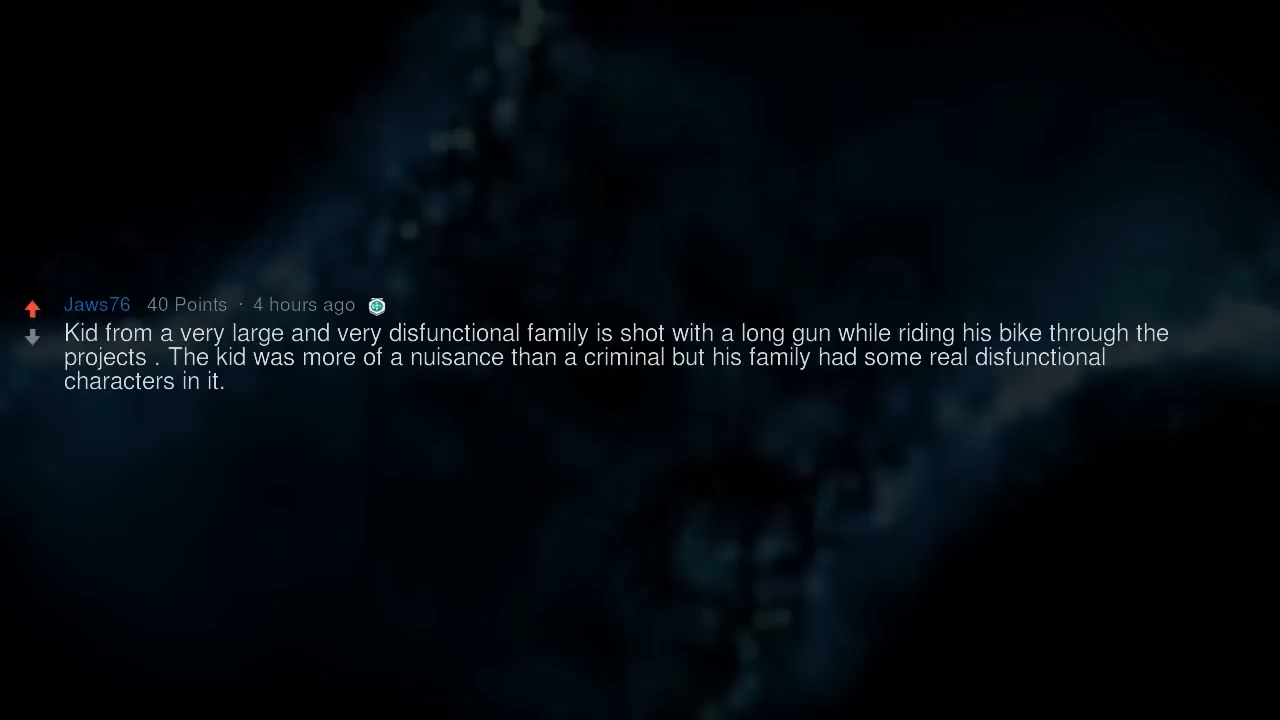 Jaws76 40 Points · 4 hours ago
Kid from a very large and very disfunctional family is shot with a long gun while riding his bike through the
projects . The kid was more of a nuisance than a criminal but his family had some real disfunctional
characters in it.